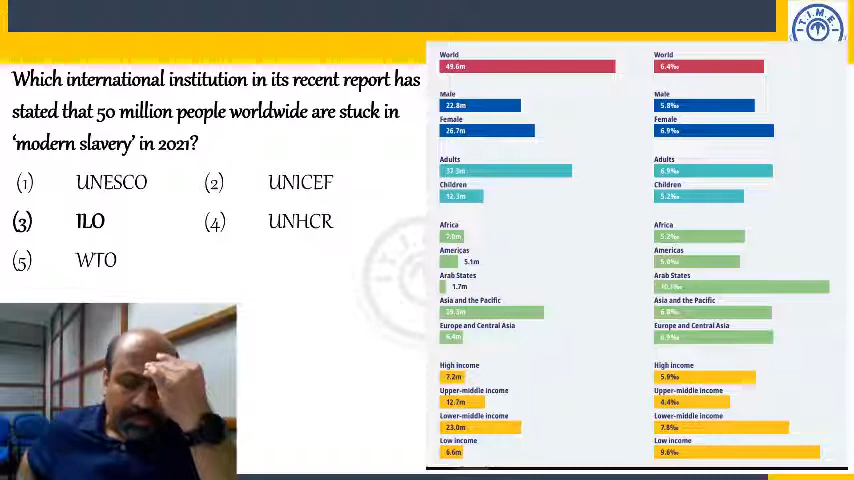 T.I.M.E.
Which international institution in its recent report has
stated that 50 million people worldwide are stuck in
‘modern slavery’ in 2021?
(1) UNESCO (2) UNICEF
(3) ILO (4) UNHCR
(5) WTO
World
49.6m
Male
22.8m
Female
26.7m
Adults
37.3m
Children
12.3m
Africa
7.0m
Americas
5.1m
Arab States
1.7m
Asia and the Pacific
29.3m
Europe and Central Asia
6.4m
High income
7.2m
Upper-middle income
12.7m
Lower-middle income
23.0m
Low income
6.6m
World
6.4‰
Male
5.8‰
Female
6.9‰
Adults
6.9‰
Children
5.2‰
Africa
5.2‰
Americas
5.0‰
Arab States
10.1‰
Asia and the Pacific
6.8‰
Europe and Central Asia
6.9‰
High income
5.9‰
Upper-middle income
4.4‰
Lower-middle income
7.8‰
Low income
9.6‰